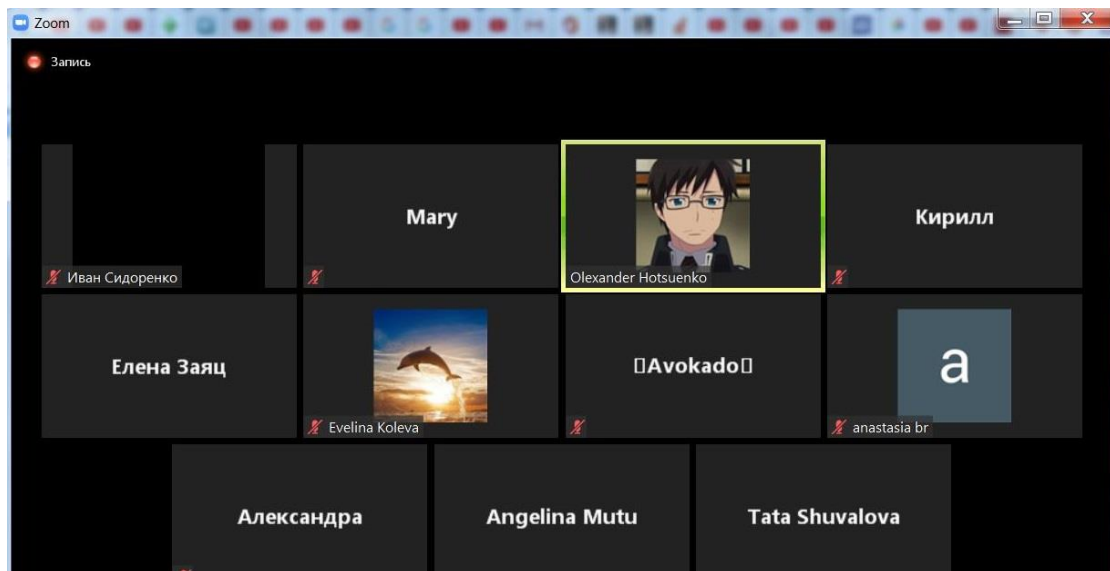 Zoom
Запись
Иван Сидоренко
Mary
Olexander Hotsuenko
Кирилл
Елена Заяц
Evelina Koleva
▯Avokado▯
a
anastasia br
Александра
Angelina Mutu
Tata Shuvalova